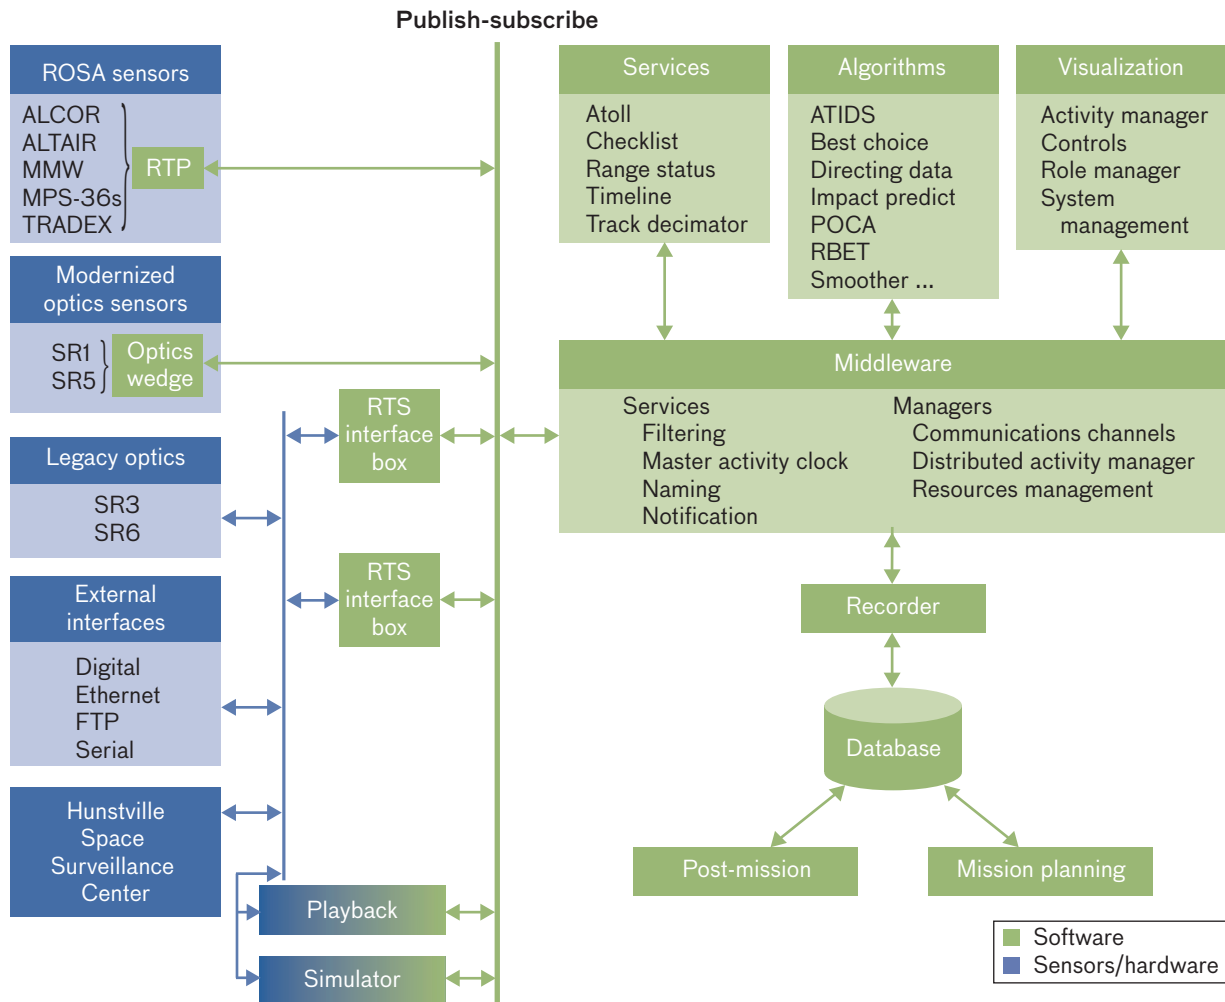 Publish-subscribe
ROSA sensors
ALCOR
ALTAIR
MMW
MPS-36s
TRADEX
RTP
Modernized
optics sensors
SR1
SR5
Optics
wedge
Legacy optics
SR3
SR6
External
interfaces
Digital
Ethernet
FTP
Serial
Hunstville
Space
Surveillance
Center
RTS
interface
box
RTS
interface
box
Playback
Simulator
Services
Atoll
Checklist
Range status
Timeline
Track decimator
Algorithms
ATIDS
Best choice
Directing data
Impact predict
POCA
RBET
Smoother ...
Visualization
Activity manager
Controls
Role manager
System
management
Middleware
Services
Filtering
Master activity clock
Naming
Notification
Managers
Communications channels
Distributed activity manager
Resources management
Recorder
Database
Post-mission
Mission planning
Software
Sensors/hardware